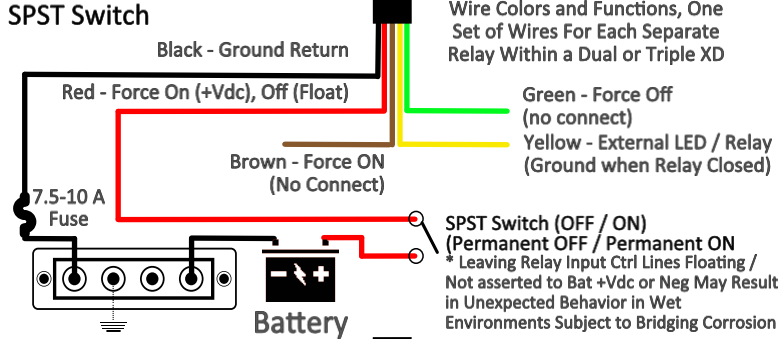 SPST Switch
Wire Colors and Functions, One
Set of Wires For Each Separate
Relay Within a Dual or Triple XD
Black - Ground Return
Red - Force On (+Vdc), Off (Float)
Green - Force Off
(no connect)
Yellow - External LED / Relay
(Ground when Relay Closed)
Brown - Force ON
(No Connect)
7.5-10 A
Fuse
SPST Switch (OFF / ON)
(Permanent OFF / Permanent ON
* Leaving Relay Input Ctrl Lines Floating /
Not asserted to Bat +Vdc or Neg May Result
in Unexpected Behavior in Wet
Environments Subject to Bridging Corrosion
- +
Battery